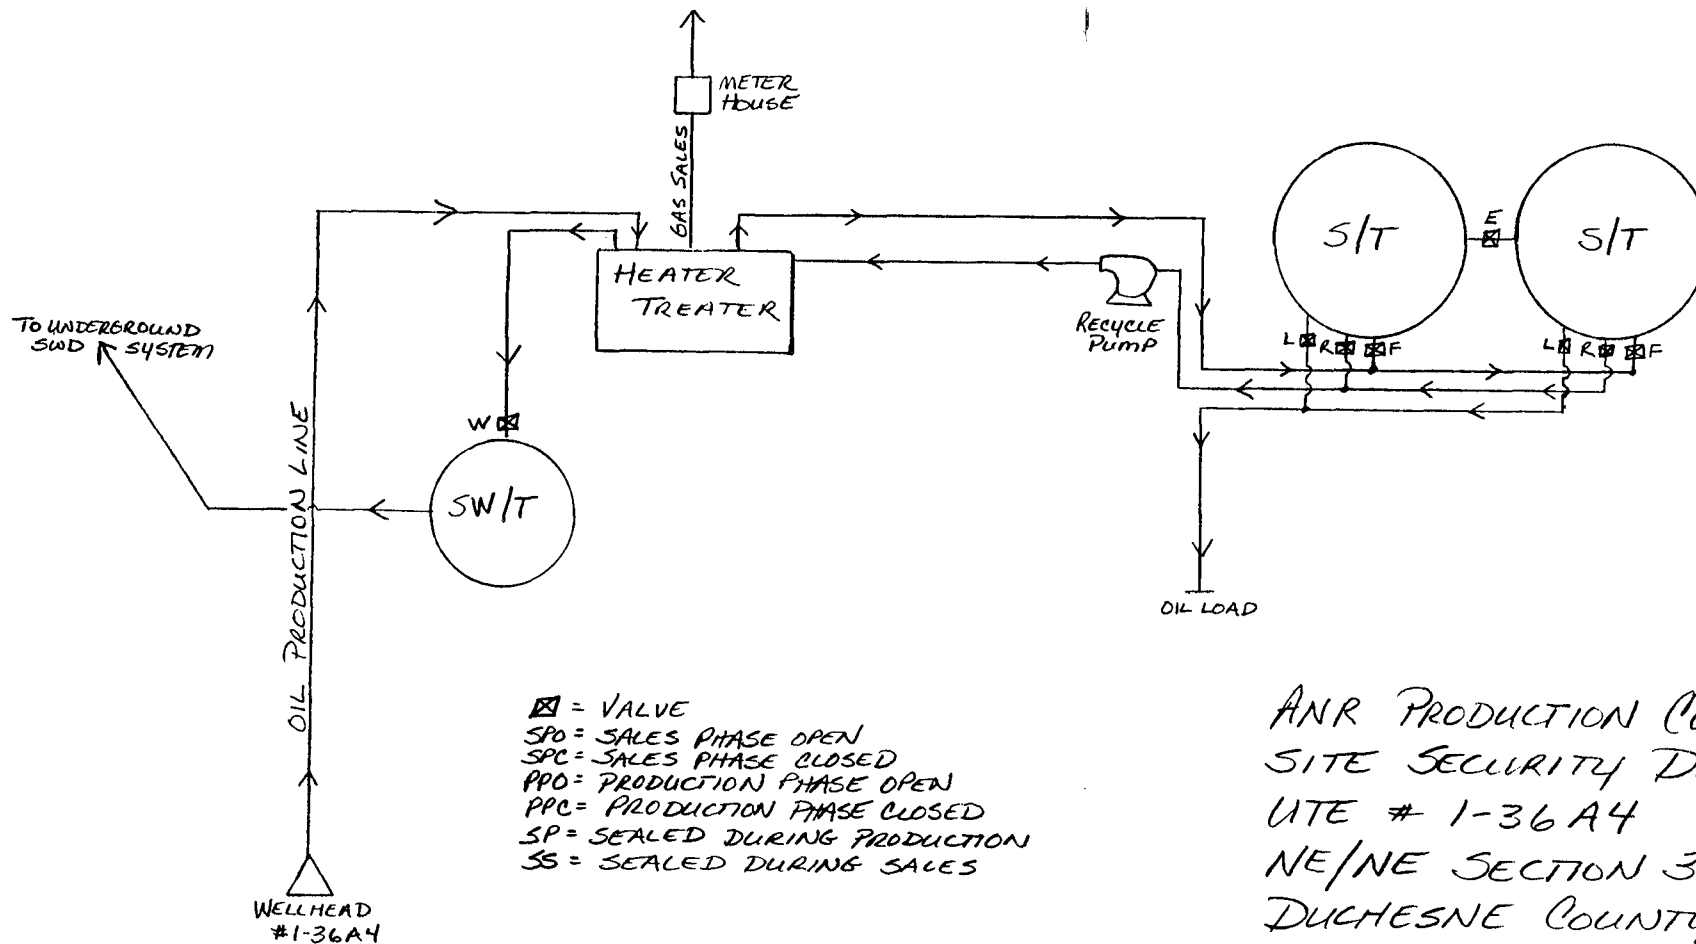 METER
HOUSE
GAS SALES
S/T
E
S/T
HEATER
TREATER
RECYCLE
PUMP
L
R
F
L
R
F
TO UNDERGROUND
SWD SYSTEM
W
SW/T
OIL PRODUCTION LINE
OIL LOAD
= VALVE
SPO = SALES PHASE OPEN
SPC = SALES PHASE CLOSED
PPO = PRODUCTION PHASE OPEN
PPC = PRODUCTION PHASE CLOSED
SP = SEALED DURING PRODUCTION
SS = SEALED DURING SALES
WELLHEAD
#1-36A4
ANR PRODUCTION
SITE SECURITY
UTE # 1-36A4
NE/NE SECTION
DUCHESNE COUNTY